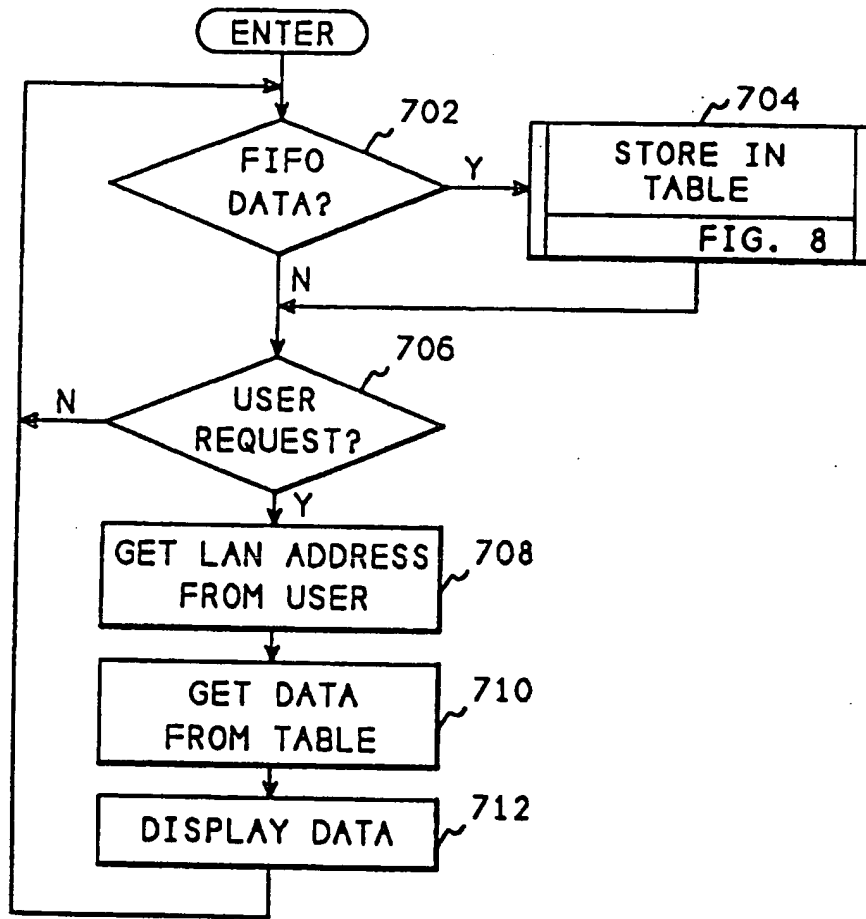 ENTER
702
FIFO
DATA?
Y
704
STORE IN
TABLE
FIG. 8
N
706
USER
REQUEST?
N
Y
GET LAN ADDRESS
FROM USER
708
GET DATA
FROM TABLE
710
DISPLAY DATA
712